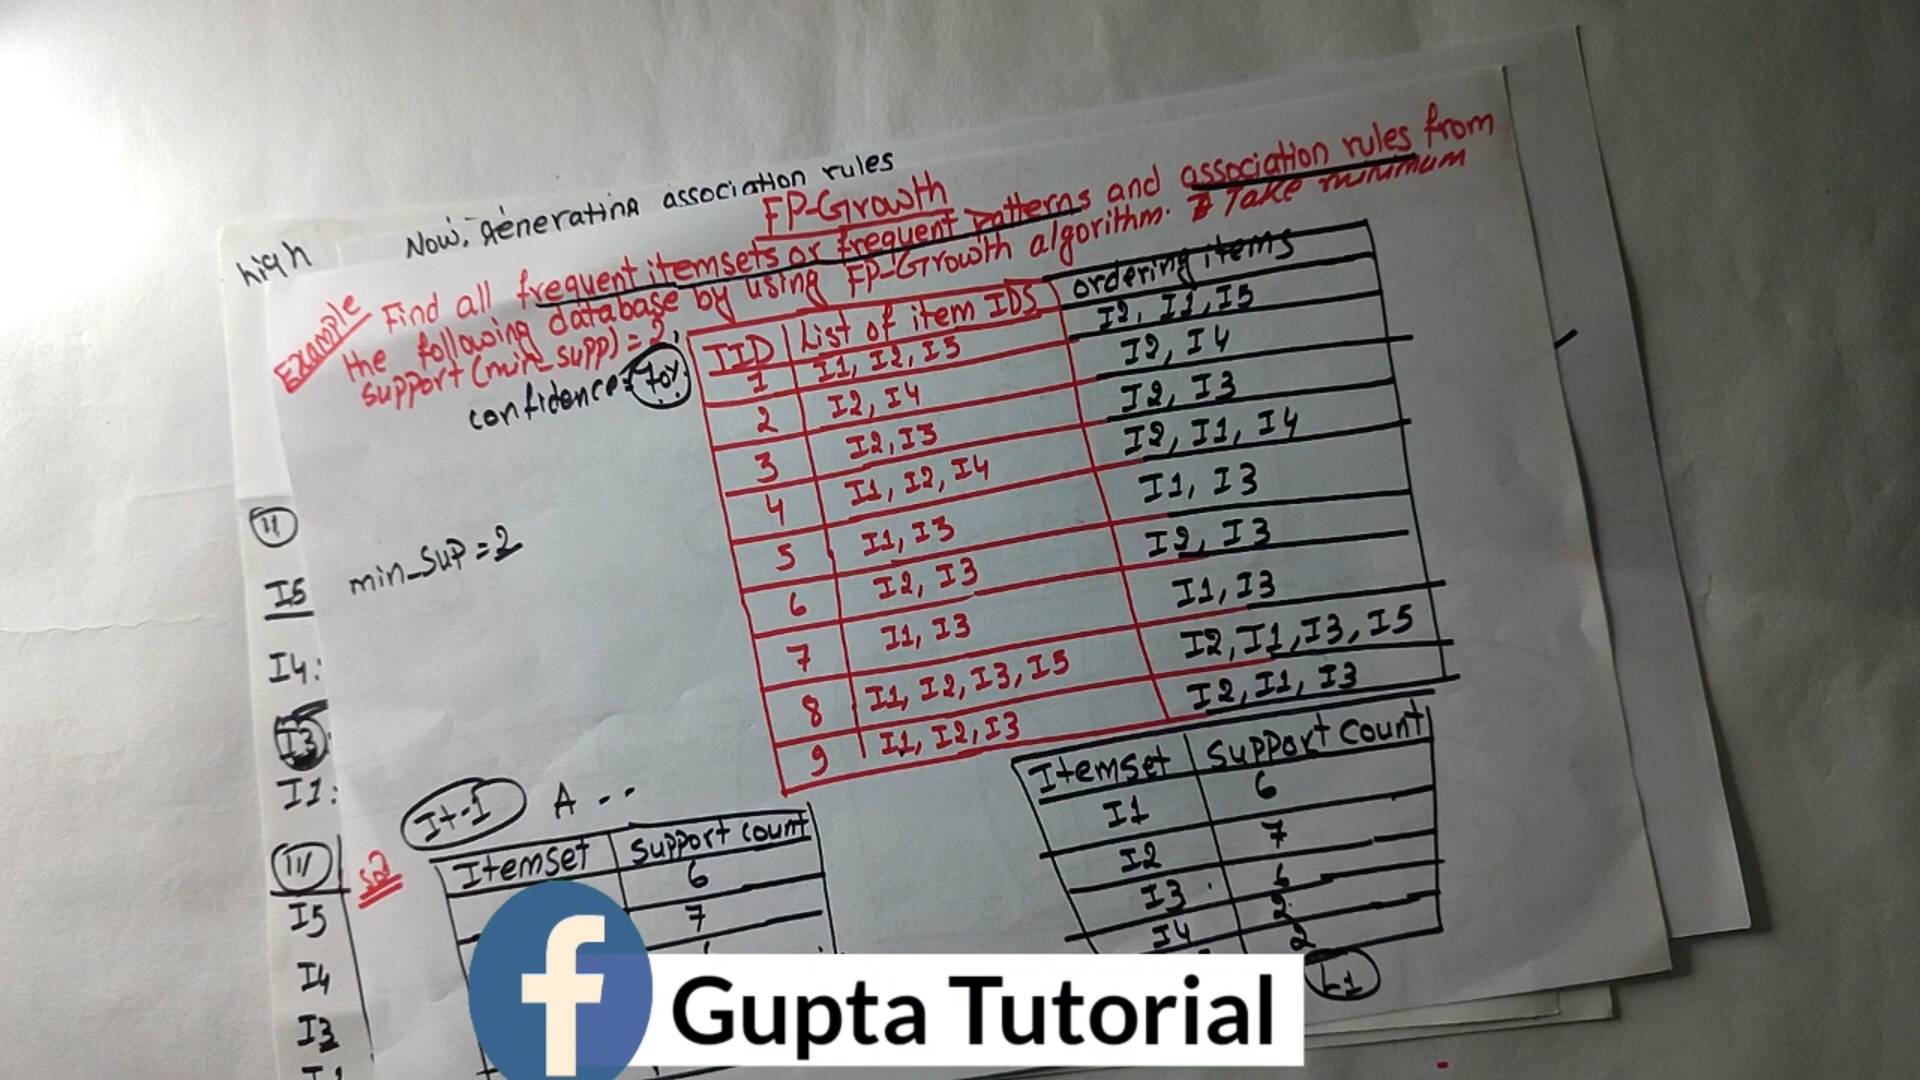 Now, generating association rules
high
FP-Growth
Example
Find all frequent itemsets or frequent patterns and association rules from
the following database by using FP-Growth algorithm. Take minimum
support (min_supp) = 2,
confidence = 70%
TID List of item IDS ordering items
1 I1, I2, I5 I2, I1, I5
2 I2, I4 I2, I4
3 I2, I3 I2, I3
4 I1, I2, I4 I2, I1, I4
5 I1, I3 I1, I3
6 I2, I3 I2, I3
7 I1, I3 I1, I3
8 I1, I2, I3, I5 I2, I1, I3, I5
9 I1, I2, I3 I2, I1, I3
min_sup = 2
11
I5
I4:
I3:
I1:
111
I5
I4
I3
It-1 A
S2
Itemset Support count
6
7
Itemset Support count
I1 6
I2 7
I3 6
I4 2
2
L1
f
Gupta Tutorial